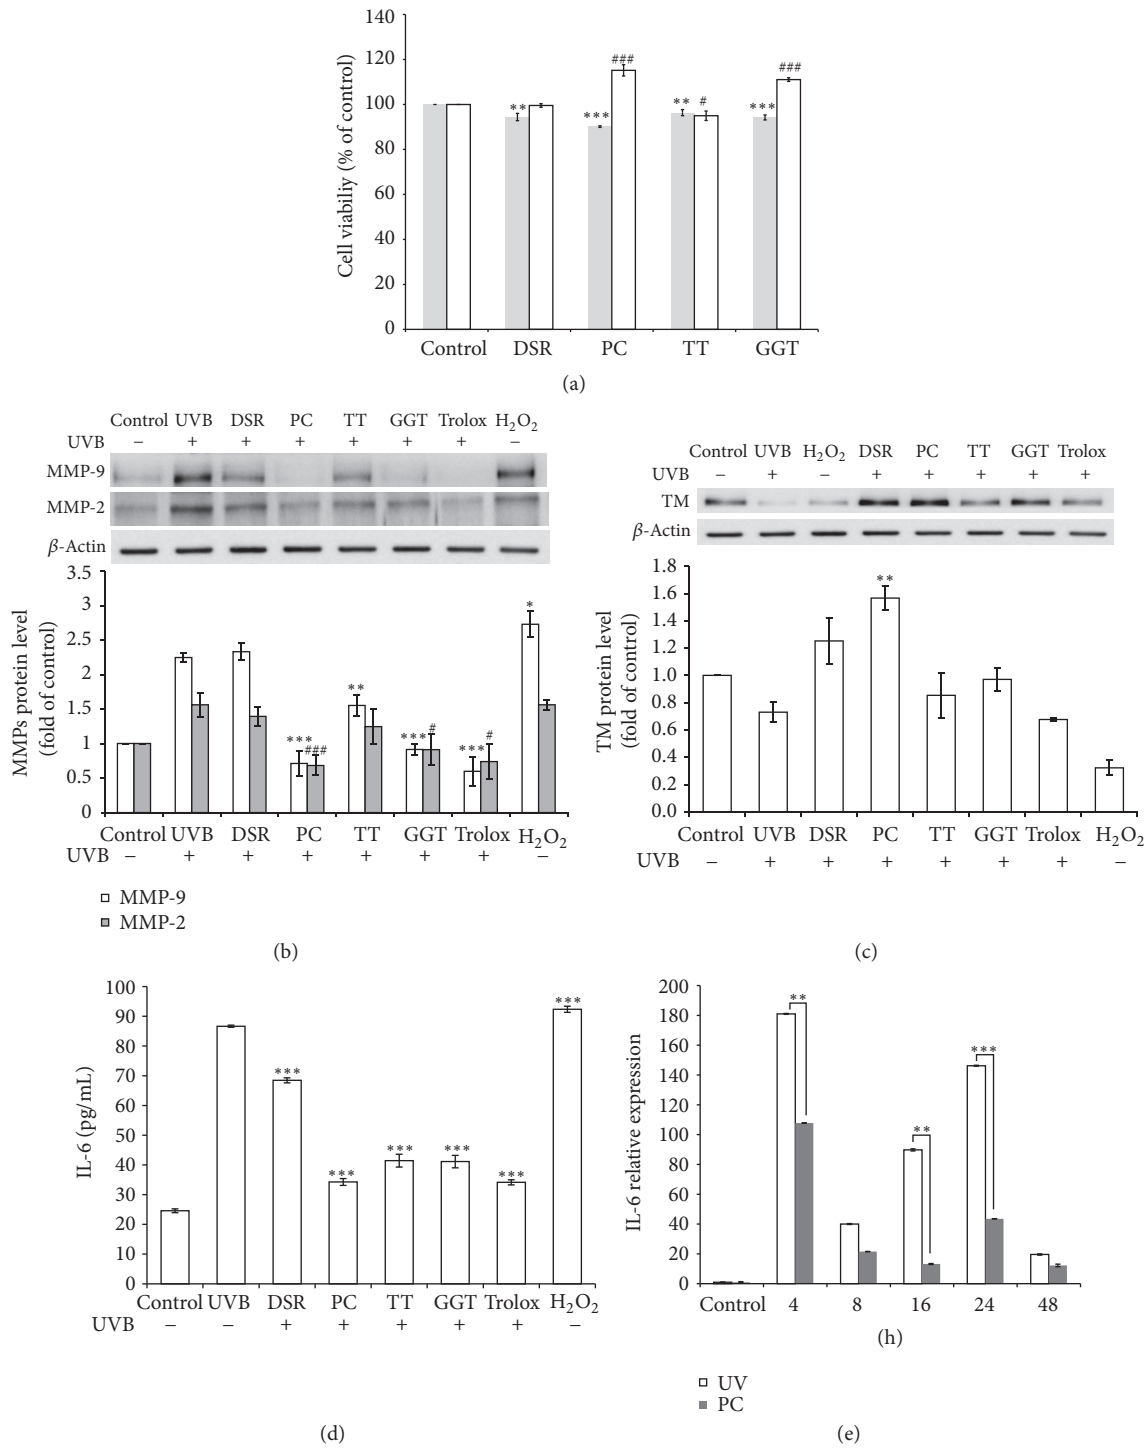 140
120
100
80
60
40
20
0
Cell viabiliy (% of control)
** *** ### ** # *** ###
Control DSR PC TT GGT
(a)
Control UVB DSR PC TT GGT Trolox H2O2
UVB − + + + + + + −
MMP-9
MMP-2
β-Actin
3.5
3
2.5
2
1.5
1
0.5
0
MMPs protein level
(fold of control)
*** ### ** *** # *** # *
Control UVB DSR PC TT GGT Trolox H2O2
UVB − + + + + + + −
MMP-9
MMP-2
(b)
Control UVB H2O2 DSR PC TT GGT Trolox
UVB − + − + + + + +
TM
β-Actin
1.8
1.6
1.4
1.2
1.0
0.8
0.6
0.4
0.2
0.0
TM protein level
(fold of control)
**
Control UVB DSR PC TT GGT Trolox H2O2
UVB − + + + + + + −
(c)
100
90
80
70
60
50
40
30
20
10
0
IL-6 (pg/mL)
*** *** *** *** *** ***
Control UVB DSR PC TT GGT Trolox H2O2
UVB − − + + + + + −
(d)
200
180
160
140
120
100
80
60
40
20
0
IL-6 relative expression
** ** ***
Control 4 8 16 24 48
(h)
UV
PC
(e)